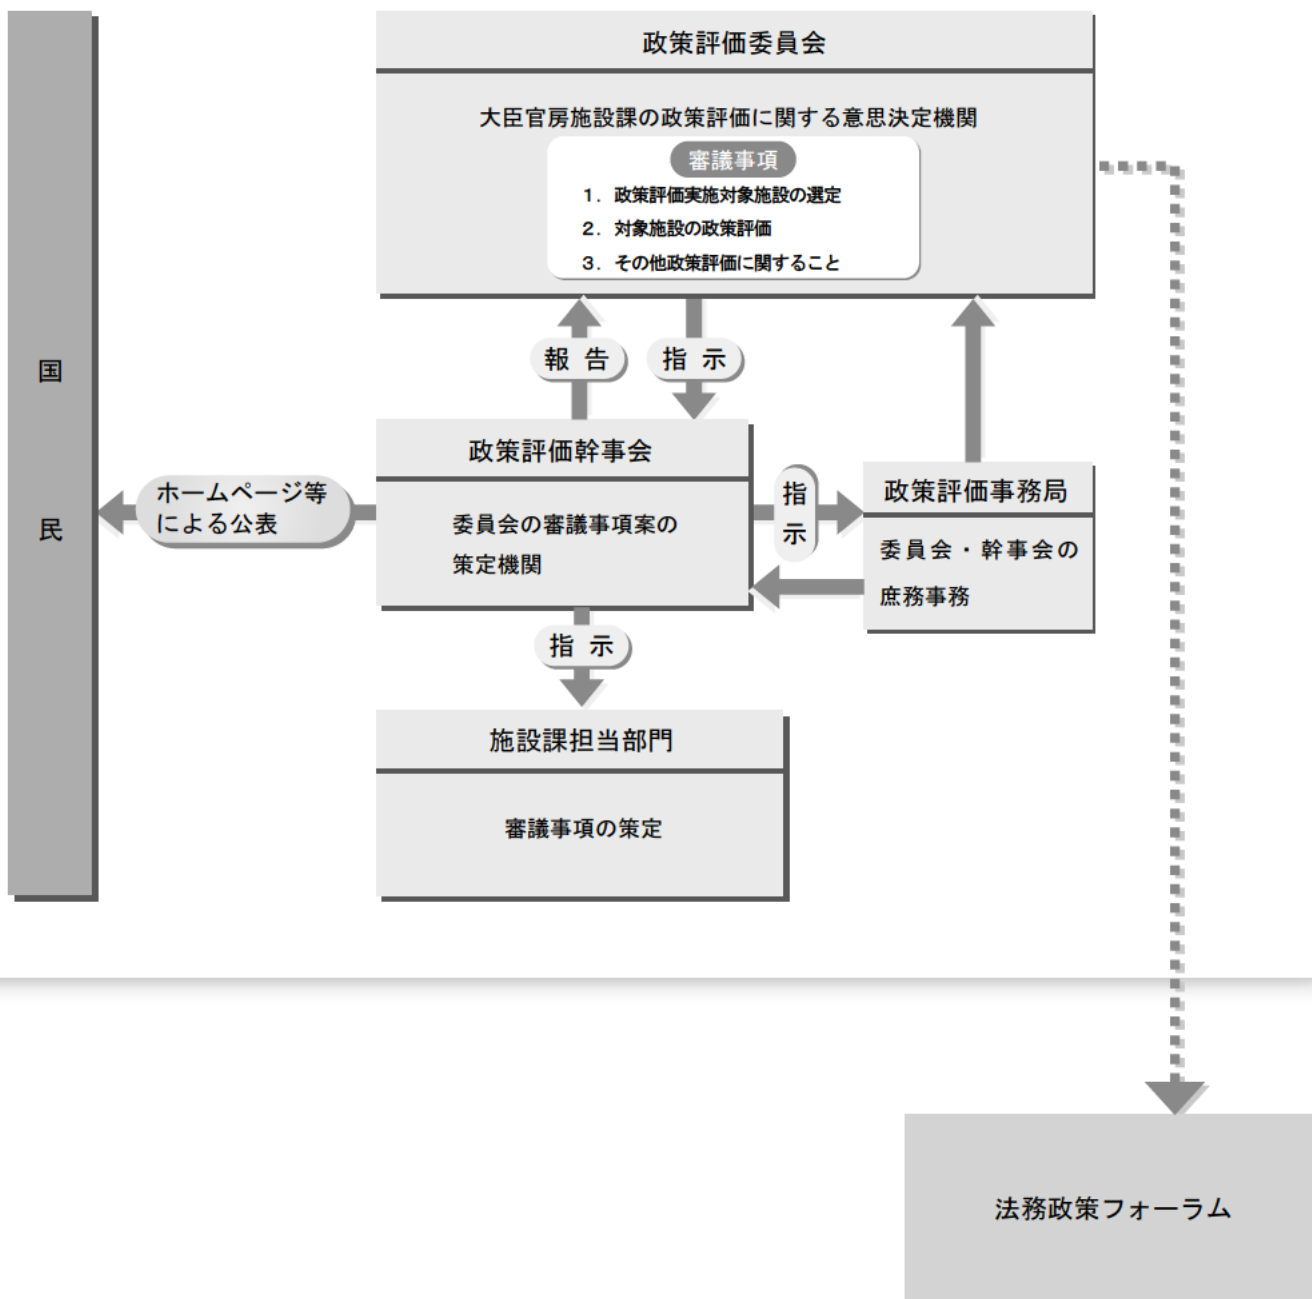 政策評価委員会
大臣官房施設課の政策評価に関する意思決定機関
審議事項
1. 政策評価実施対象施設の選定
2. 対象施設の政策評価
3. その他政策評価に関すること
国
民
報 告
指 示
政策評価幹事会
委員会の審議事項案の
策定機関
ホームページ等
による公表
指
示
政策評価事務局
委員会・幹事会の
庶務事務
指 示
施設課担当部門
審議事項の策定
法務政策フォーラム